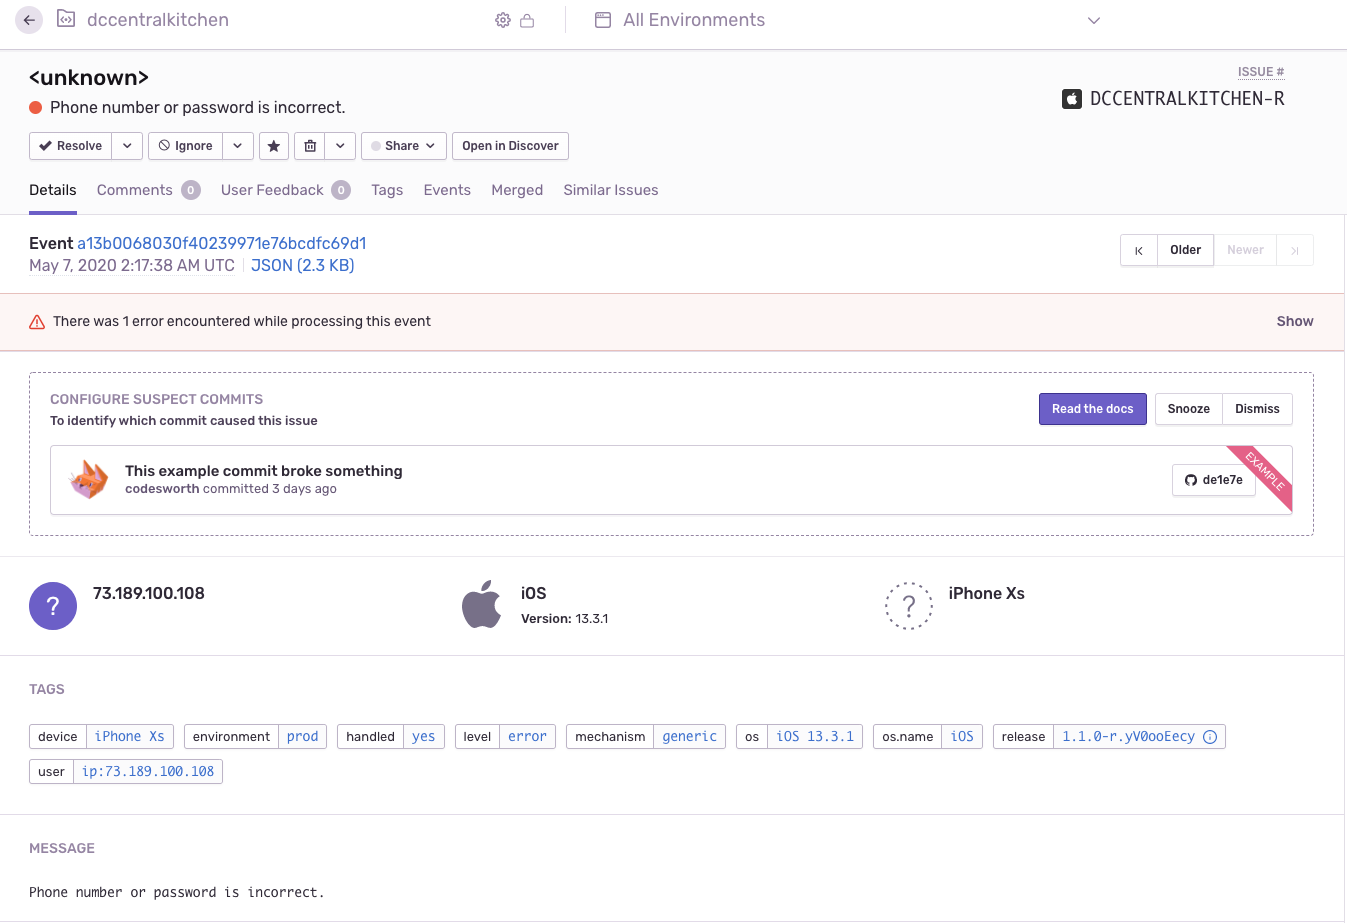 dccentralkitchen All Environments
<unknown> ISSUE #
Phone number or password is incorrect. DCCENTRALKITCHEN-R
Resolve Ignore Share Open in Discover
Details Comments 0 User Feedback 0 Tags Events Merged Similar Issues
Event a13b0068030f40239971e76bcdfc69d1
May 7, 2020 2:17:38 AM UTC JSON (2.3 KB) Older Newer
There was 1 error encountered while processing this event Show
CONFIGURE SUSPECT COMMITS
To identify which commit caused this issue Read the docs Snooze Dismiss
This example commit broke something
codesworth committed 3 days ago de1e7e EXAMPLE
? 73.189.100.108 iOS ? iPhone Xs
Version: 13.3.1
TAGS
device iPhone Xs environment prod handled yes level error mechanism generic os iOS 13.3.1 os.name iOS release 1.1.0-r.yV0ooEecy
user ip:73.189.100.108
MESSAGE
Phone number or password is incorrect.